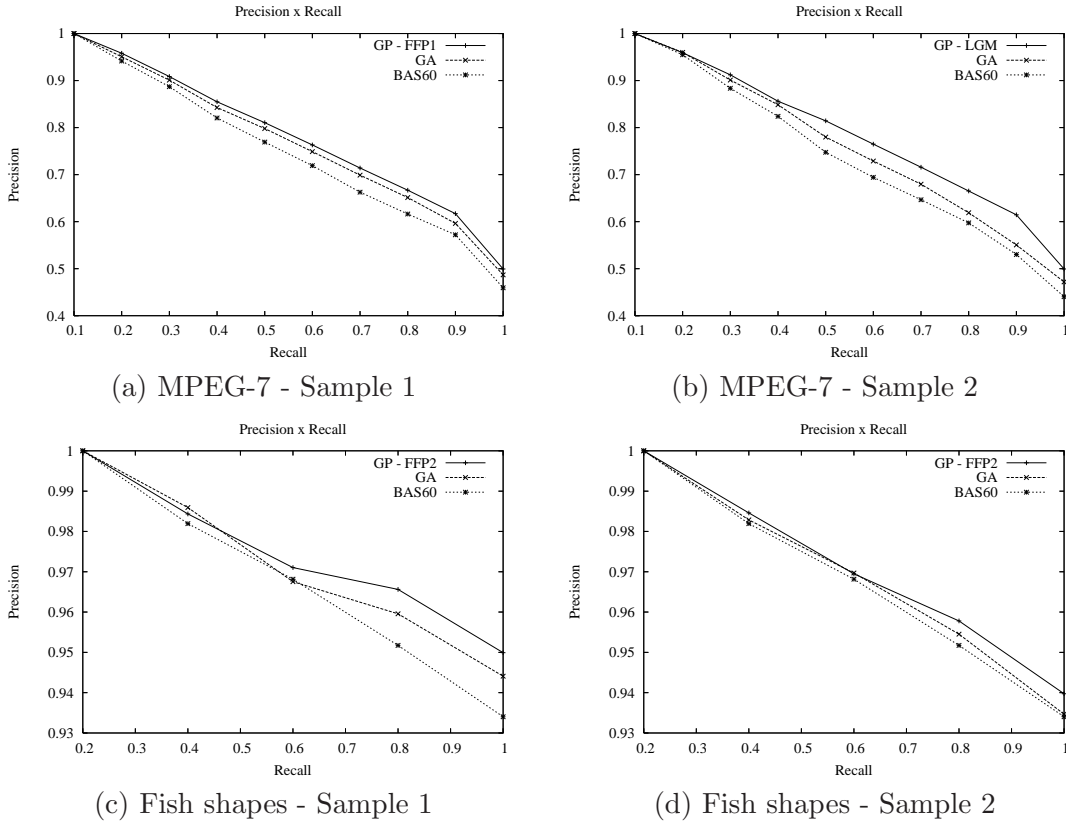 Precision x Recall
1
0.9
0.8
0.7
0.6
0.5
0.4
Precision
GP - FFP1
GA
BAS60
0.1 0.2 0.3 0.4 0.5 0.6 0.7 0.8 0.9 1
Recall
(a) MPEG-7 - Sample 1
Precision x Recall
1
0.9
0.8
0.7
0.6
0.5
0.4
Precision
GP - LGM
GA
BAS60
0.1 0.2 0.3 0.4 0.5 0.6 0.7 0.8 0.9 1
Recall
(b) MPEG-7 - Sample 2
Precision x Recall
1
0.99
0.98
0.97
0.96
0.95
0.94
0.93
Precision
GP - FFP2
GA
BAS60
0.2 0.3 0.4 0.5 0.6 0.7 0.8 0.9 1
Recall
(c) Fish shapes - Sample 1
Precision x Recall
1
0.99
0.98
0.97
0.96
0.95
0.94
0.93
Precision
GP - FFP2
GA
BAS60
0.2 0.3 0.4 0.5 0.6 0.7 0.8 0.9 1
Recall
(d) Fish shapes - Sample 2